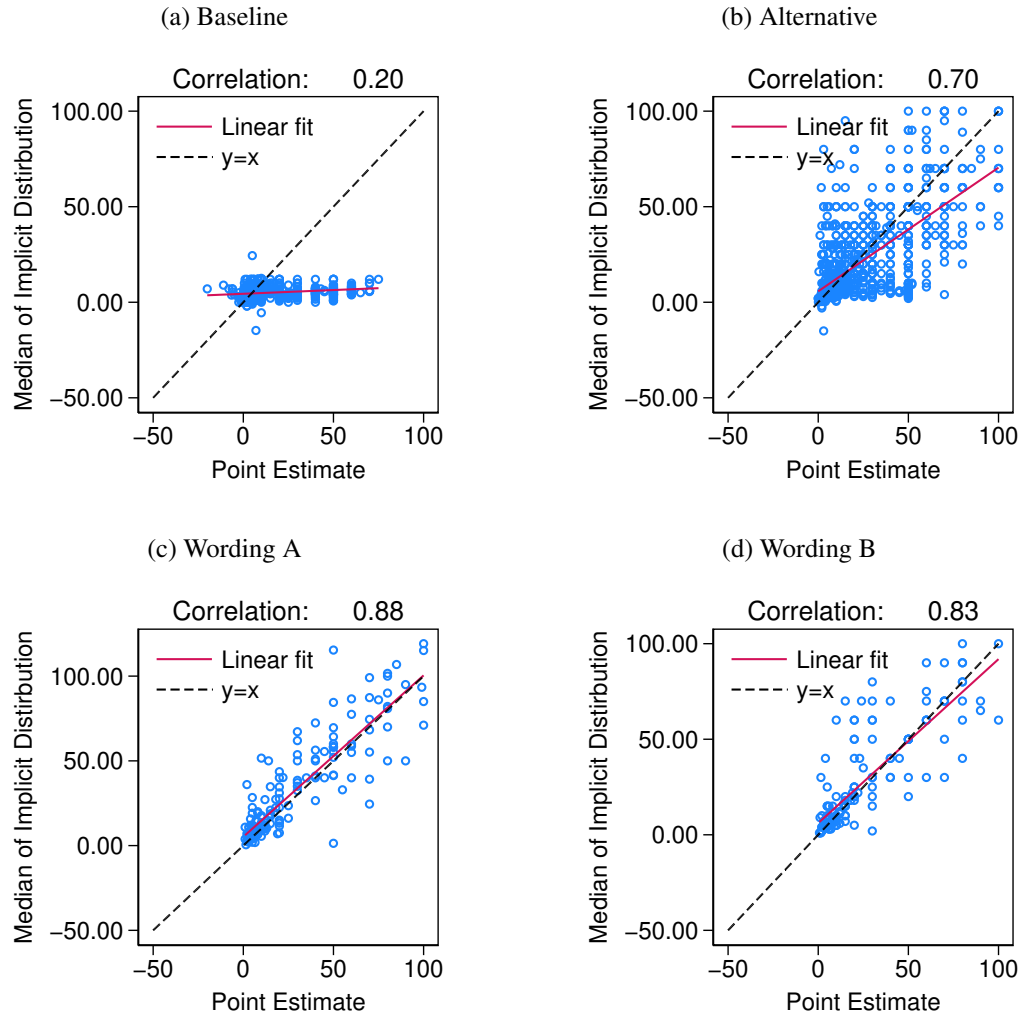 (a) Baseline
Correlation: 0.20
Median of Implicit Distirbution
100.00
50.00
0.00
−50.00
Linear fit
y=x
−50 0 50 100
Point Estimate
(b) Alternative
Correlation: 0.70
Median of Implicit Distirbution
100.00
50.00
0.00
−50.00
Linear fit
y=x
−50 0 50 100
Point Estimate
(c) Wording A
Correlation: 0.88
Median of Implicit Distirbution
100.00
50.00
0.00
−50.00
Linear fit
y=x
−50 0 50 100
Point Estimate
(d) Wording B
Correlation: 0.83
Median of Implicit Distirbution
100.00
50.00
0.00
−50.00
Linear fit
y=x
−50 0 50 100
Point Estimate